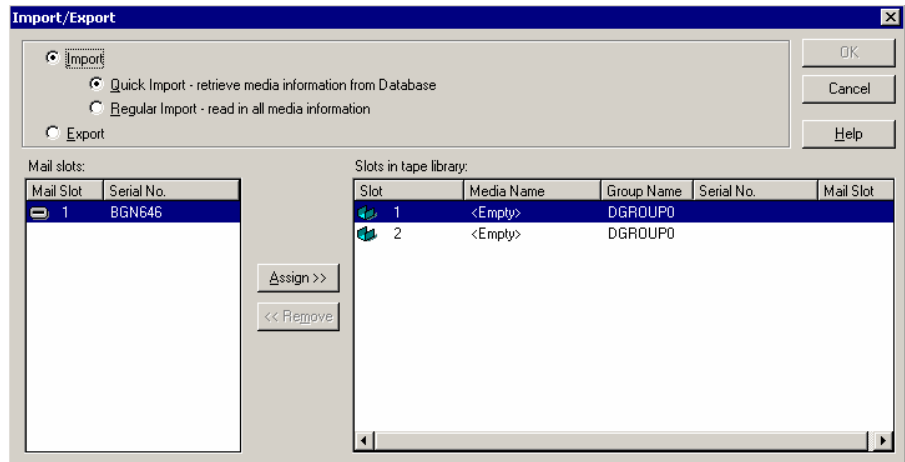 Import/Export
Import
Quick Import - retrieve media information from Database
Regular Import - read in all media information
Export
OK
Cancel
Help
Mail slots:
Mail Slot Serial No.
1 BGN646
Assign >>
<< Remove
Slots in tape library:
Slot Media Name Group Name Serial No. Mail Slot
1 <Empty> DGROUP0
2 <Empty> DGROUP0